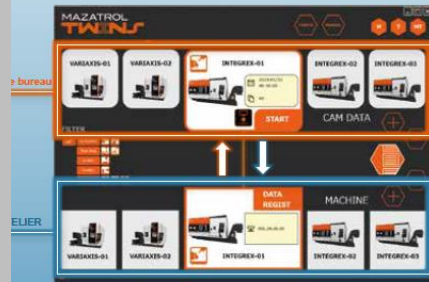 MAZATROL
TWINS
VARIAXIS-01
VARIAXIS-02
INTEGREX-01
INTEGREX-02
INTEGREX-03
e bureau
START
CAM DATA
FILTER
DATA
REGIST
MACHINE
ELIER
VARIAXIS-01
VARIAXIS-02
INTEGREX-01
INTEGREX-02
INTEGREX-03